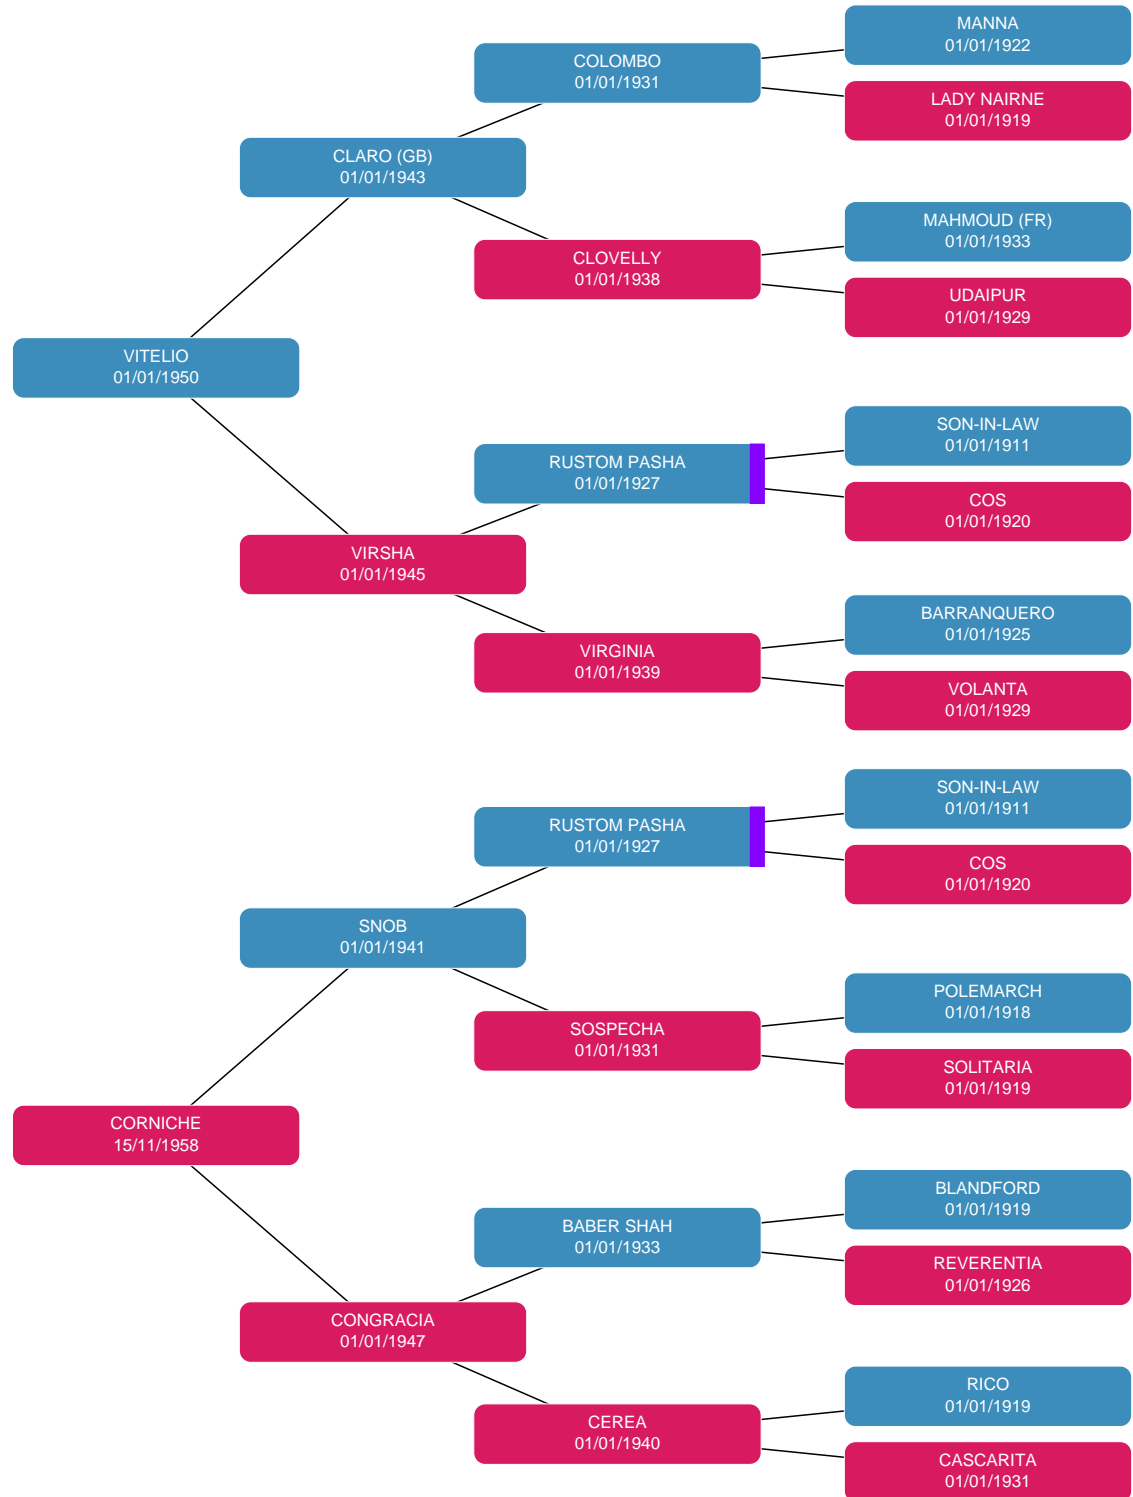 MANNA
01/01/1922
COLOMBO
01/01/1931
LADY NAIRNE
01/01/1919
CLARO (GB)
01/01/1943
MAHMOUD (FR)
01/01/1933
CLOVELLY
01/01/1938
UDAIPUR
01/01/1929
VITELIO
01/01/1950
SON-IN-LAW
01/01/1911
RUSTOM PASHA
01/01/1927
COS
01/01/1920
VIRSHA
01/01/1945
BARRANQUERO
01/01/1925
VIRGINIA
01/01/1939
VOLANTA
01/01/1929
SON-IN-LAW
01/01/1911
RUSTOM PASHA
01/01/1927
COS
01/01/1920
SNOB
01/01/1941
POLEMARCH
01/01/1918
SOSPECHA
01/01/1931
SOLITARIA
01/01/1919
CORNICHE
15/11/1958
BLANDFORD
01/01/1919
BABER SHAH
01/01/1933
REVERENTIA
01/01/1926
CONGRACIA
01/01/1947
RICO
01/01/1919
CEREA
01/01/1940
CASCARITA
01/01/1931